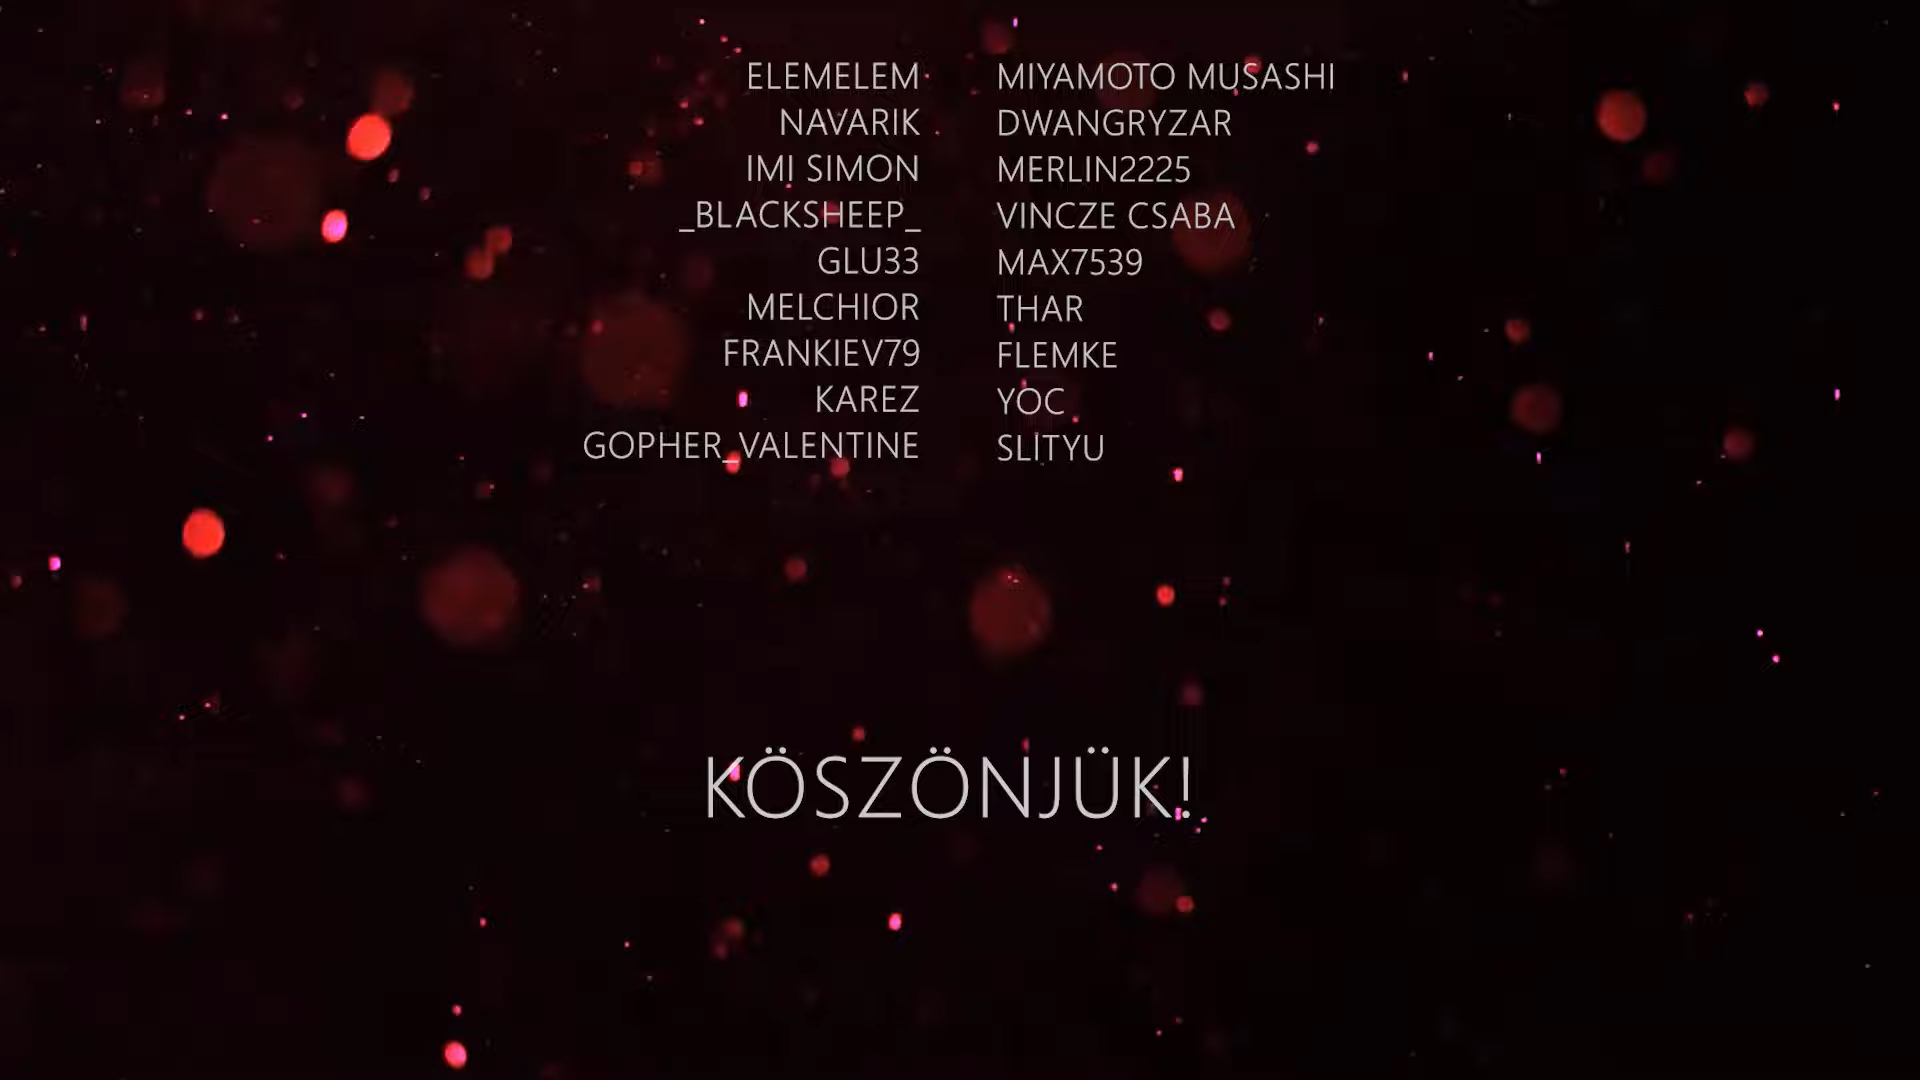 ELEMELEM MIYAMOTO MUSASHI
NAVARIK DWANGRYZAR
IMI SIMON MERLIN2225
_BLACKSHEEP_ VINCZE CSABA
GLU33 MAX7539
MELCHIOR THAR
FRANKIEV79 FLEMKE
KAREZ YOC
GOPHER_VALENTINE SLITYU
KÖSZÖNJÜK!